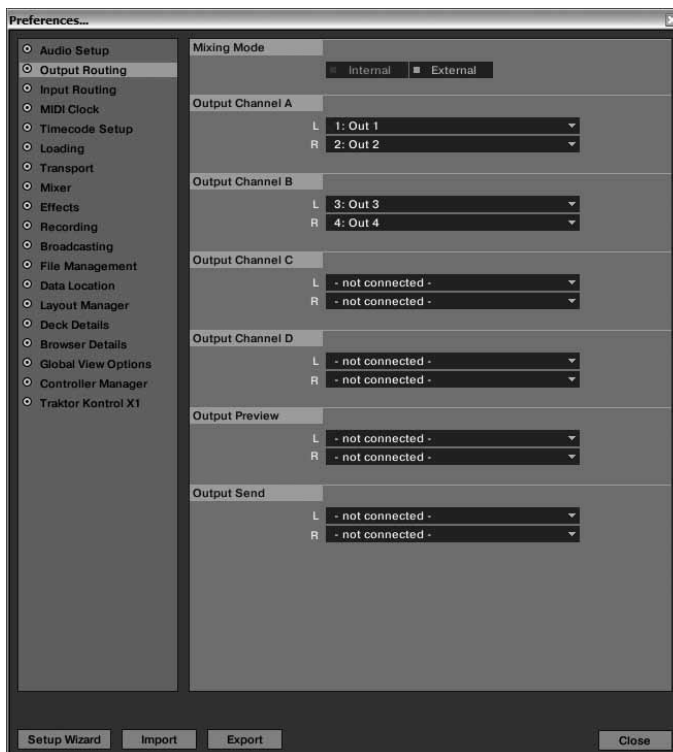 Preferences...
Audio Setup
Output Routing
Input Routing
MIDI Clock
Timecode Setup
Loading
Transport
Mixer
Effects
Recording
Broadcasting
File Management
Data Location
Layout Manager
Deck Details
Browser Details
Global View Options
Controller Manager
Traktor Kontrol X1
Mixing Mode
Internal External
Output Channel A
L 1: Out 1
R 2: Out 2
Output Channel B
L 3: Out 3
R 4: Out 4
Output Channel C
L - not connected -
R - not connected -
Output Channel D
L - not connected -
R - not connected -
Output Preview
L - not connected -
R - not connected -
Output Send
L - not connected -
R - not connected -
Setup Wizard Import Export Close